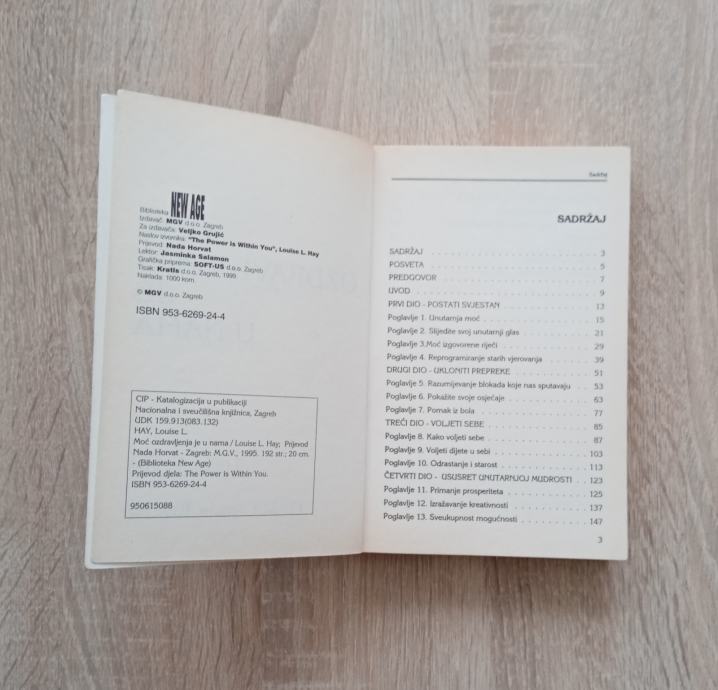 Biblioteka NEW AGE
Izdavač: MGV d.o.o. Zagreb
Za izdavača: Veljko Grujić
Naslov izvornika: "The Power is Within You", Louise L. Hay
Prijevod: Nada Horvat
Lektor: Jasminka Salamon
Grafička priprema: SOFT-US d.o.o. Zagreb
Tisak: Kratis d.o.o. Zagreb, 1999
Naklada: 1000 kom.
© MGV d.o.o. Zagreb
ISBN 953-6269-24-4
CIP - Katalogizacija u publikaciji
Nacionalna i sveučilišna knjižnica, Zagreb
UDK 159.913(083.132)
HAY, Louise L.
Moć ozdravljenja je u nama / Louise L. Hay; Prijevod
Nada Horvat - Zagreb: M.G.V., 1995. 192 str.; 20 cm.
- (Biblioteka New Age)
Prijevod djela: The Power is Within You.
ISBN 953-6269-24-4
950615088
Sadržaj
SADRŽAJ
SADRŽAJ 3
POSVETA 5
PREDGOVOR 7
UVOD 9
PRVI DIO - POSTATI SVJESTAN 13
Poglavlje 1. Unutarnja moć 15
Poglavlje 2. Slijedite svoj unutarnji glas 21
Poglavlje 3.Moć izgovorene riječi 29
Poglavlje 4. Reprogramiranje starih vjerovanja 39
DRUGI DIO - UKLONITI PREPREKE 51
Poglavlje 5. Razumijevanje blokada koje nas sputavaju 53
Poglavlje 6. Pokažite svoje osjećaje 63
Poglavlje 7. Pomak iz bola 77
TREĆI DIO - VOLJETI SEBE 85
Poglavlje 8. Kako voljeti sebe 87
Poglavlje 9. Voljeti dijete u sebi 103
Poglavlje 10. Odrastanje i starost 113
ČETVRTI DIO - USUSRET UNUTARNJOJ MUDROSTI 123
Poglavlje 11. Primanje prosperiteta 125
Poglavlje 12. Izražavanje kreativnosti 137
Poglavlje 13. Sveukupnost mogućnosti 147
3